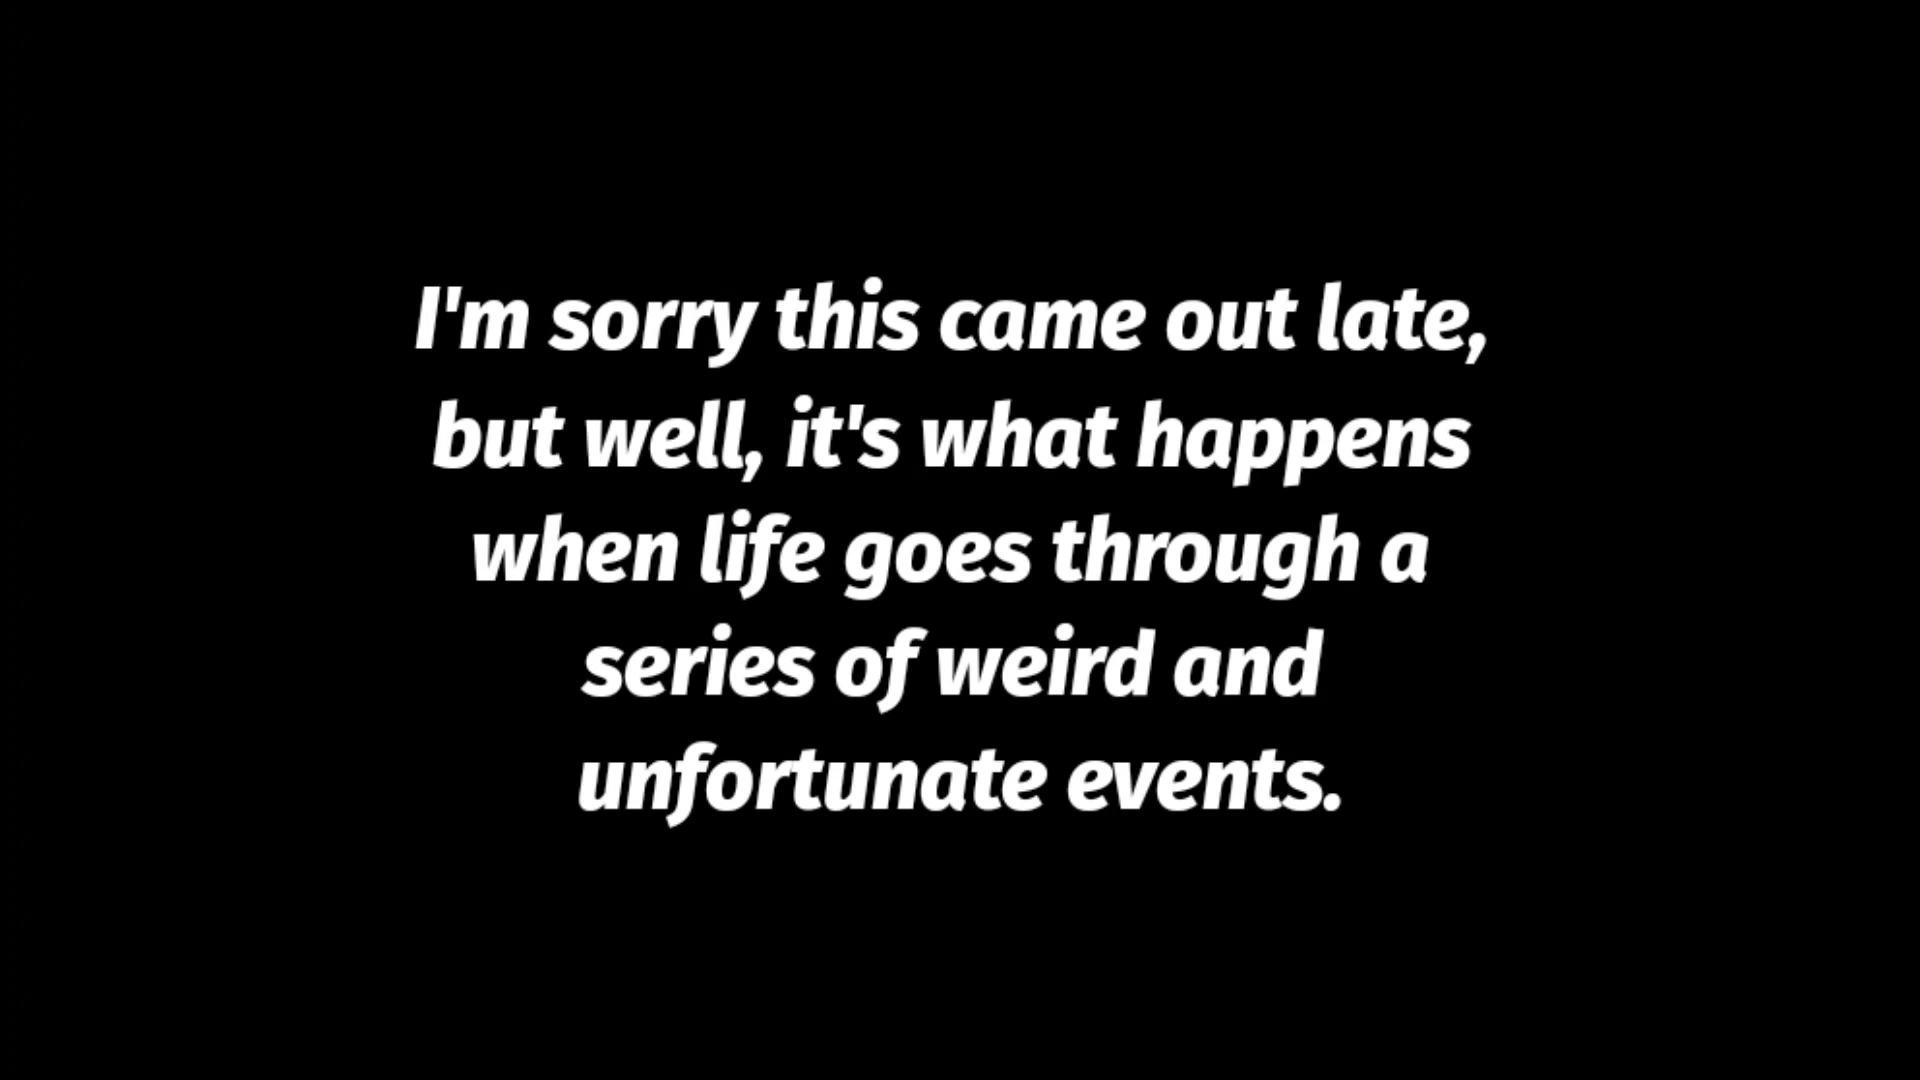 I'm sorry this came out late,
but well, it's what happens
when life goes through a
series of weird and
unfortunate events.